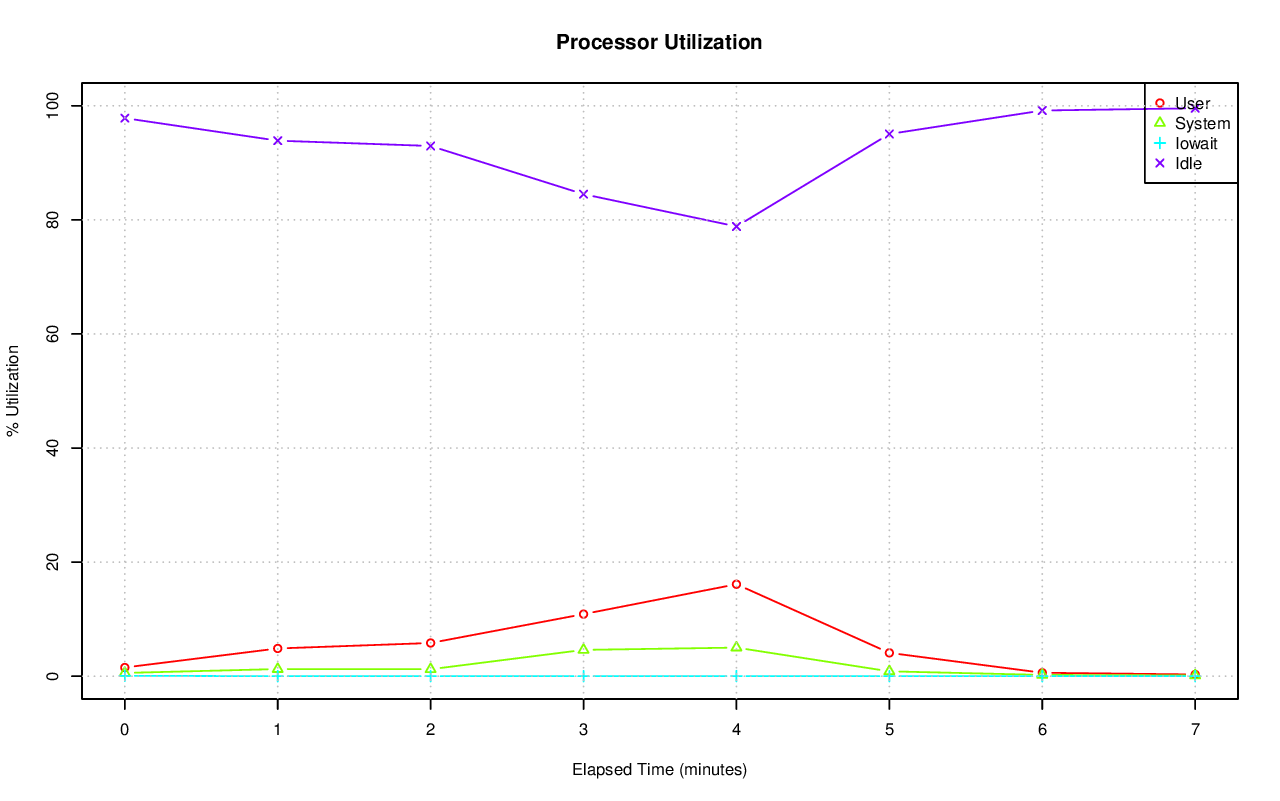 Processor Utilization
% Utilization
100
80
60
40
20
0
User
System
Iowait
Idle
0 1 2 3 4 5 6 7
Elapsed Time (minutes)